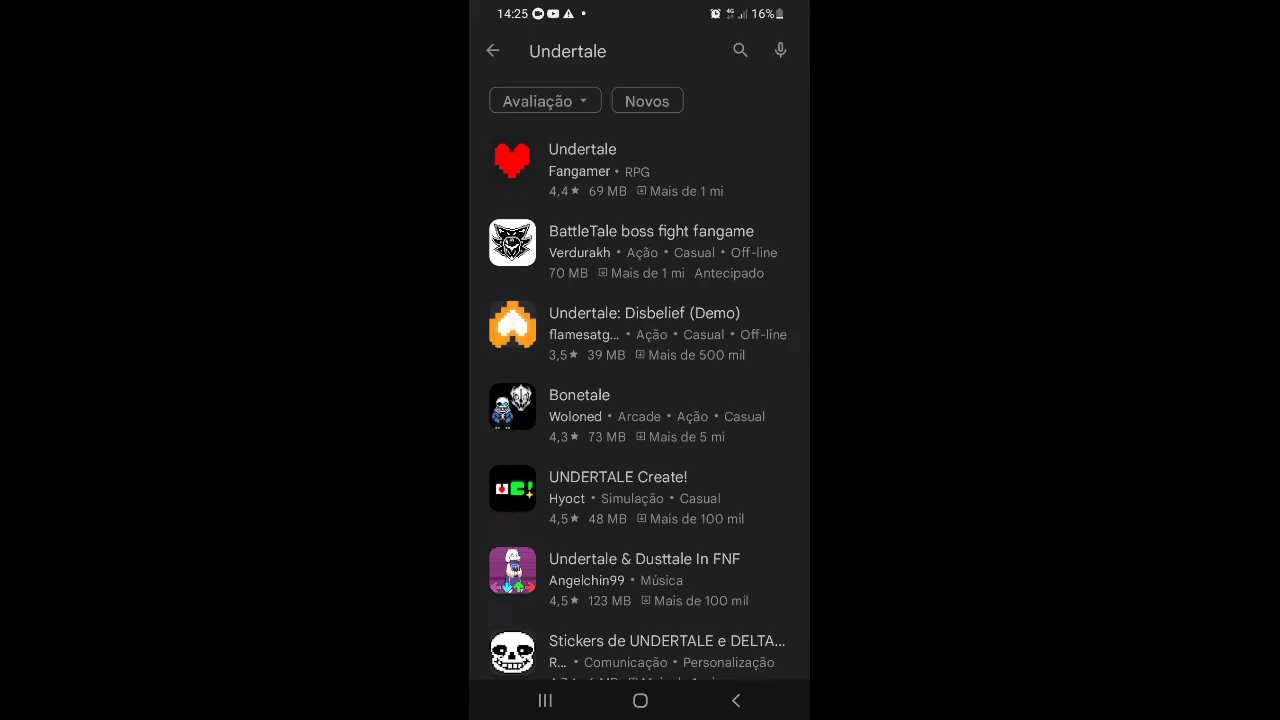 14:25 4G 16%
Undertale
Avaliação Novos
Undertale
Fangamer • RPG
4,4★ 69 MB Mais de 1 mi
BattleTale boss fight fangame
Verdurakh • Ação • Casual • Off-line
70 MB Mais de 1 mi Antecipado
Undertale: Disbelief (Demo)
flamesatg... • Ação • Casual • Off-line
3,5★ 39 MB Mais de 500 mil
Bonetale
Woloned • Arcade • Ação • Casual
4,3★ 73 MB Mais de 5 mi
UNDERTALE Create!
Hyoct • Simulação • Casual
4,5★ 48 MB Mais de 100 mil
Undertale & Dusttale In FNF
Angelchin99 • Música
4,5★ 123 MB Mais de 100 mil
Stickers de UNDERTALE e DELTA...
R... • Comunicação • Personalização